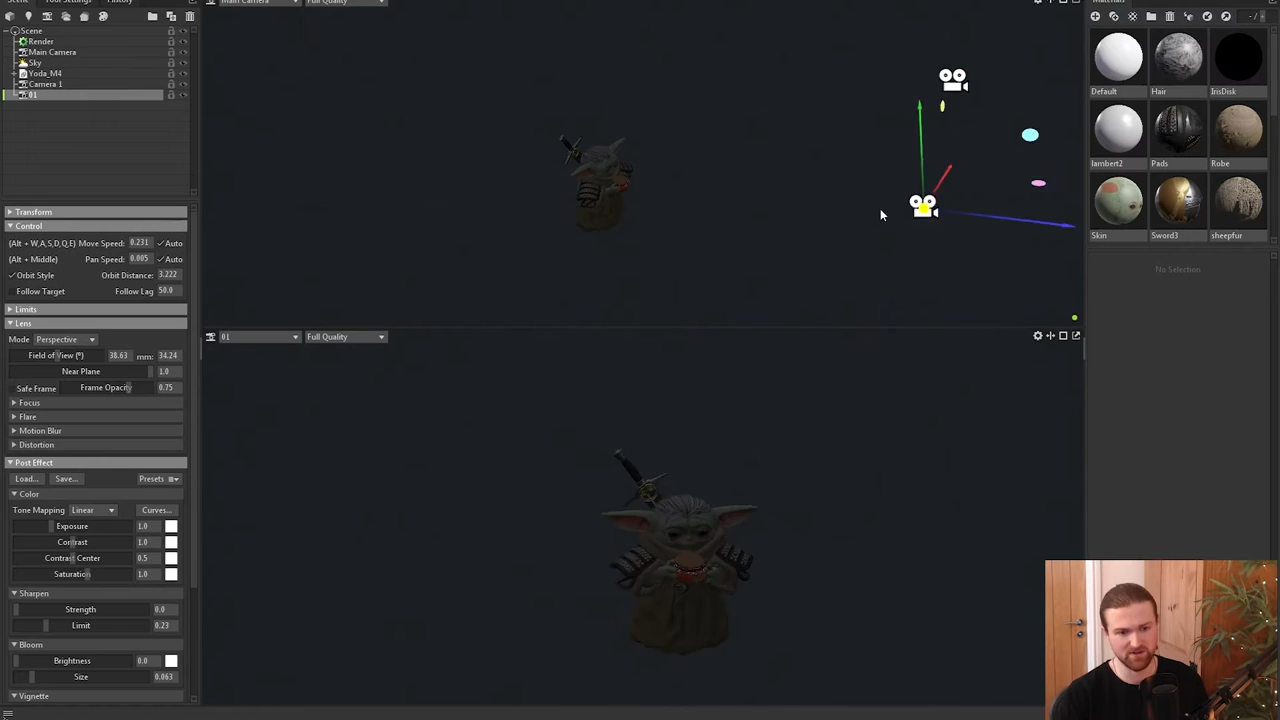 Scene Tool Settings History
Main Camera Full Quality
Materials
Scene
Render
Main Camera
Sky
Yoda_M4
Camera 1
01
- /
Default Hair IrisDisk
lambert2 Pads Robe
Skin Sword3 sheepfur
No Selection
Transform
Control
(Alt + W,A,S,D,Q,E) Move Speed: 0.231 Auto
(Alt + Middle) Pan Speed: 0.005 Auto
Orbit Style Orbit Distance: 3.222
Follow Target Follow Lag 50.0
Limits
Lens
01 Full Quality
Mode Perspective
Field of View (°) 38.63 mm: 34.24
Near Plane 1.0
Safe Frame Frame Opacity 0.75
Focus
Flare
Motion Blur
Distortion
Post Effect
Load... Save... Presets
Color
Tone Mapping Linear Curves...
Exposure 1.0
Contrast 1.0
Contrast Center 0.5
Saturation 1.0
Sharpen
Strength 0.0
Limit 0.23
Bloom
Brightness 0.0
Size 0.063
Vignette